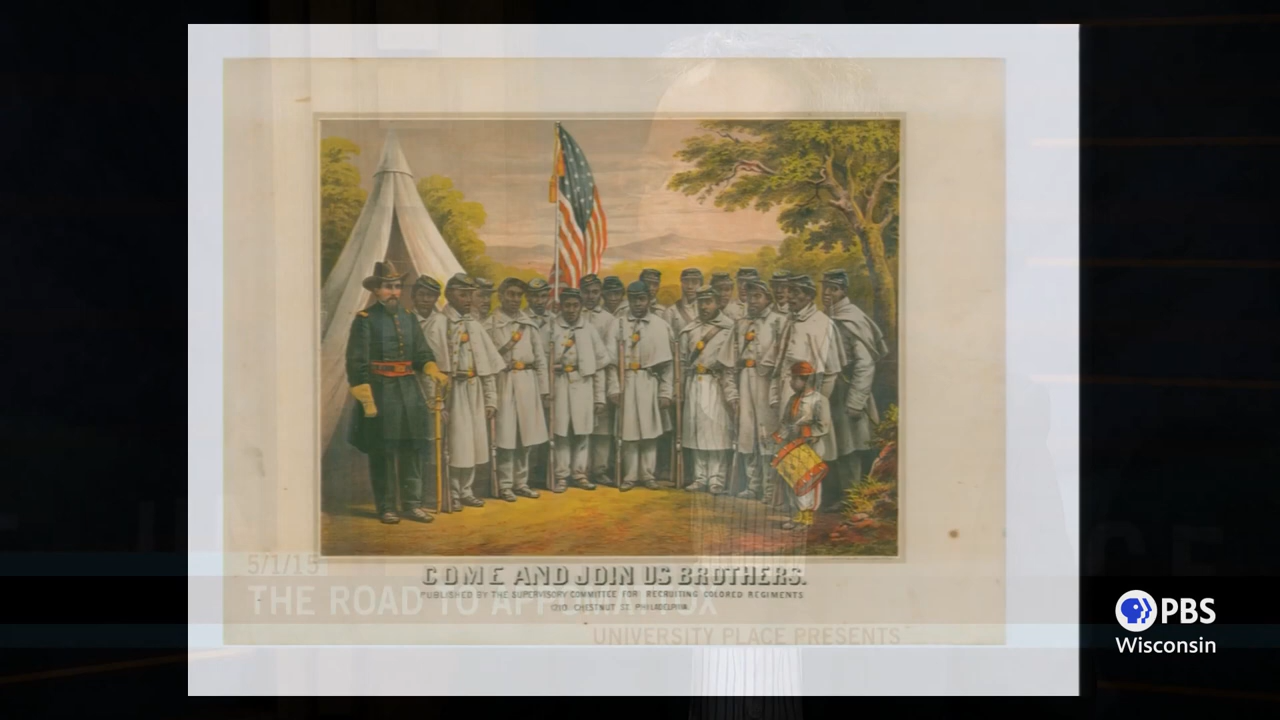 COME AND JOIN US BROTHERS.
PUBLISHED BY THE SUPERVISORY COMMITTEE FOR RECRUITING COLORED REGIMENTS
1210 CHESTNUT ST. PHILADELPHIA.
5/1/15
THE ROAD TO APPOMATTOX
UNIVERSITY PLACE PRESENTS
PBS
Wisconsin